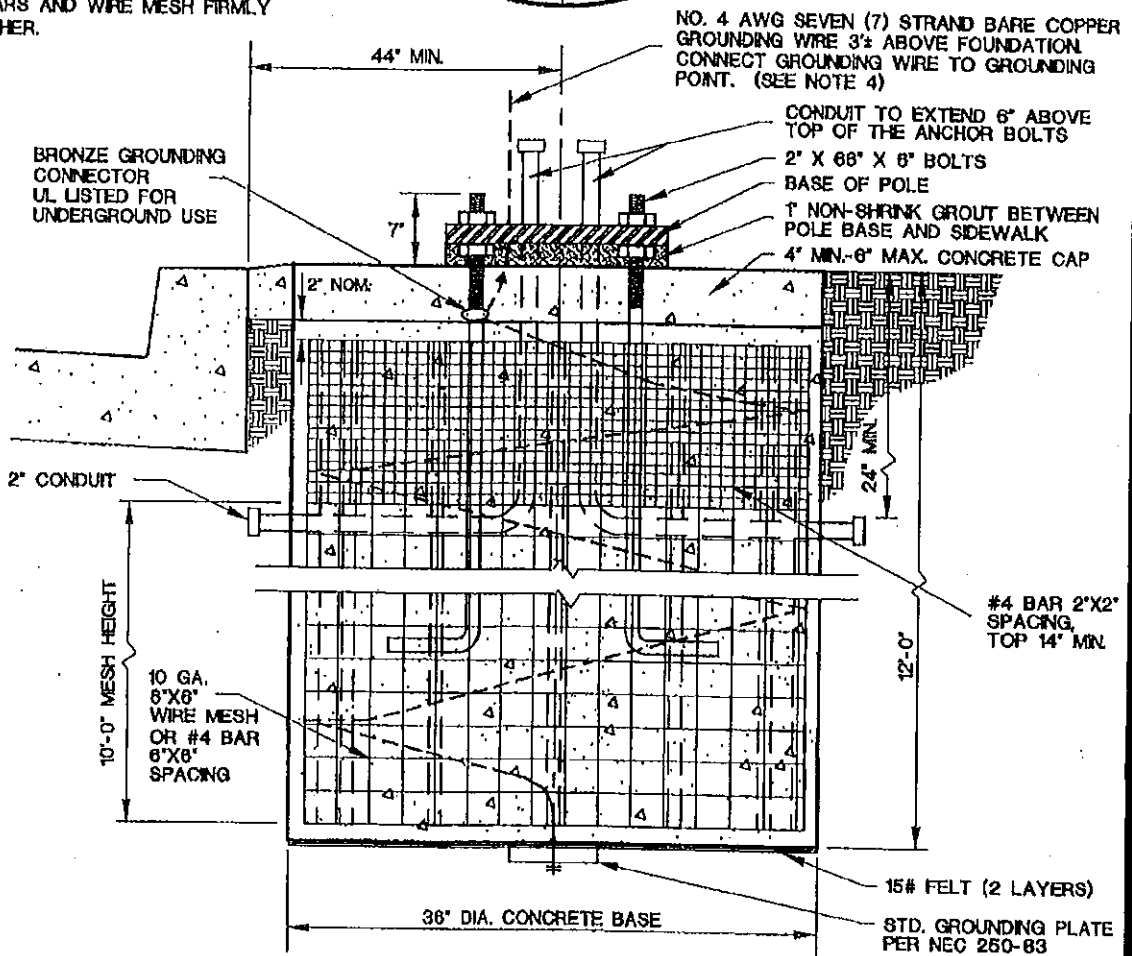 ARS AND WIRE MESH FIRMLY
HER.
NO. 4 AWG SEVEN (7) STRAND BARE COPPER
GROUNDING WIRE 3'± ABOVE FOUNDATION.
CONNECT GROUNDING WIRE TO GROUNDING
POINT. (SEE NOTE 4)
44" MIN.
CONDUIT TO EXTEND 6" ABOVE
TOP OF THE ANCHOR BOLTS
BRONZE GROUNDING
CONNECTOR
UL LISTED FOR
UNDERGROUND USE
2" X 66" X 6" BOLTS
BASE OF POLE
7"
1" NON-SHRINK GROUT BETWEEN
POLE BASE AND SIDEWALK
4" MIN.-6" MAX. CONCRETE CAP
2" NOM.
24" MIN.
2" CONDUIT
#4 BAR 2"X2"
SPACING,
TOP 14" MIN.
10'-0" MESH HEIGHT
12'-0"
10 GA.
6"X6"
WIRE MESH
OR #4 BAR
6"X6"
SPACING
15# FELT (2 LAYERS)
36" DIA. CONCRETE BASE
STD. GROUNDING PLATE
PER NEC 250-83